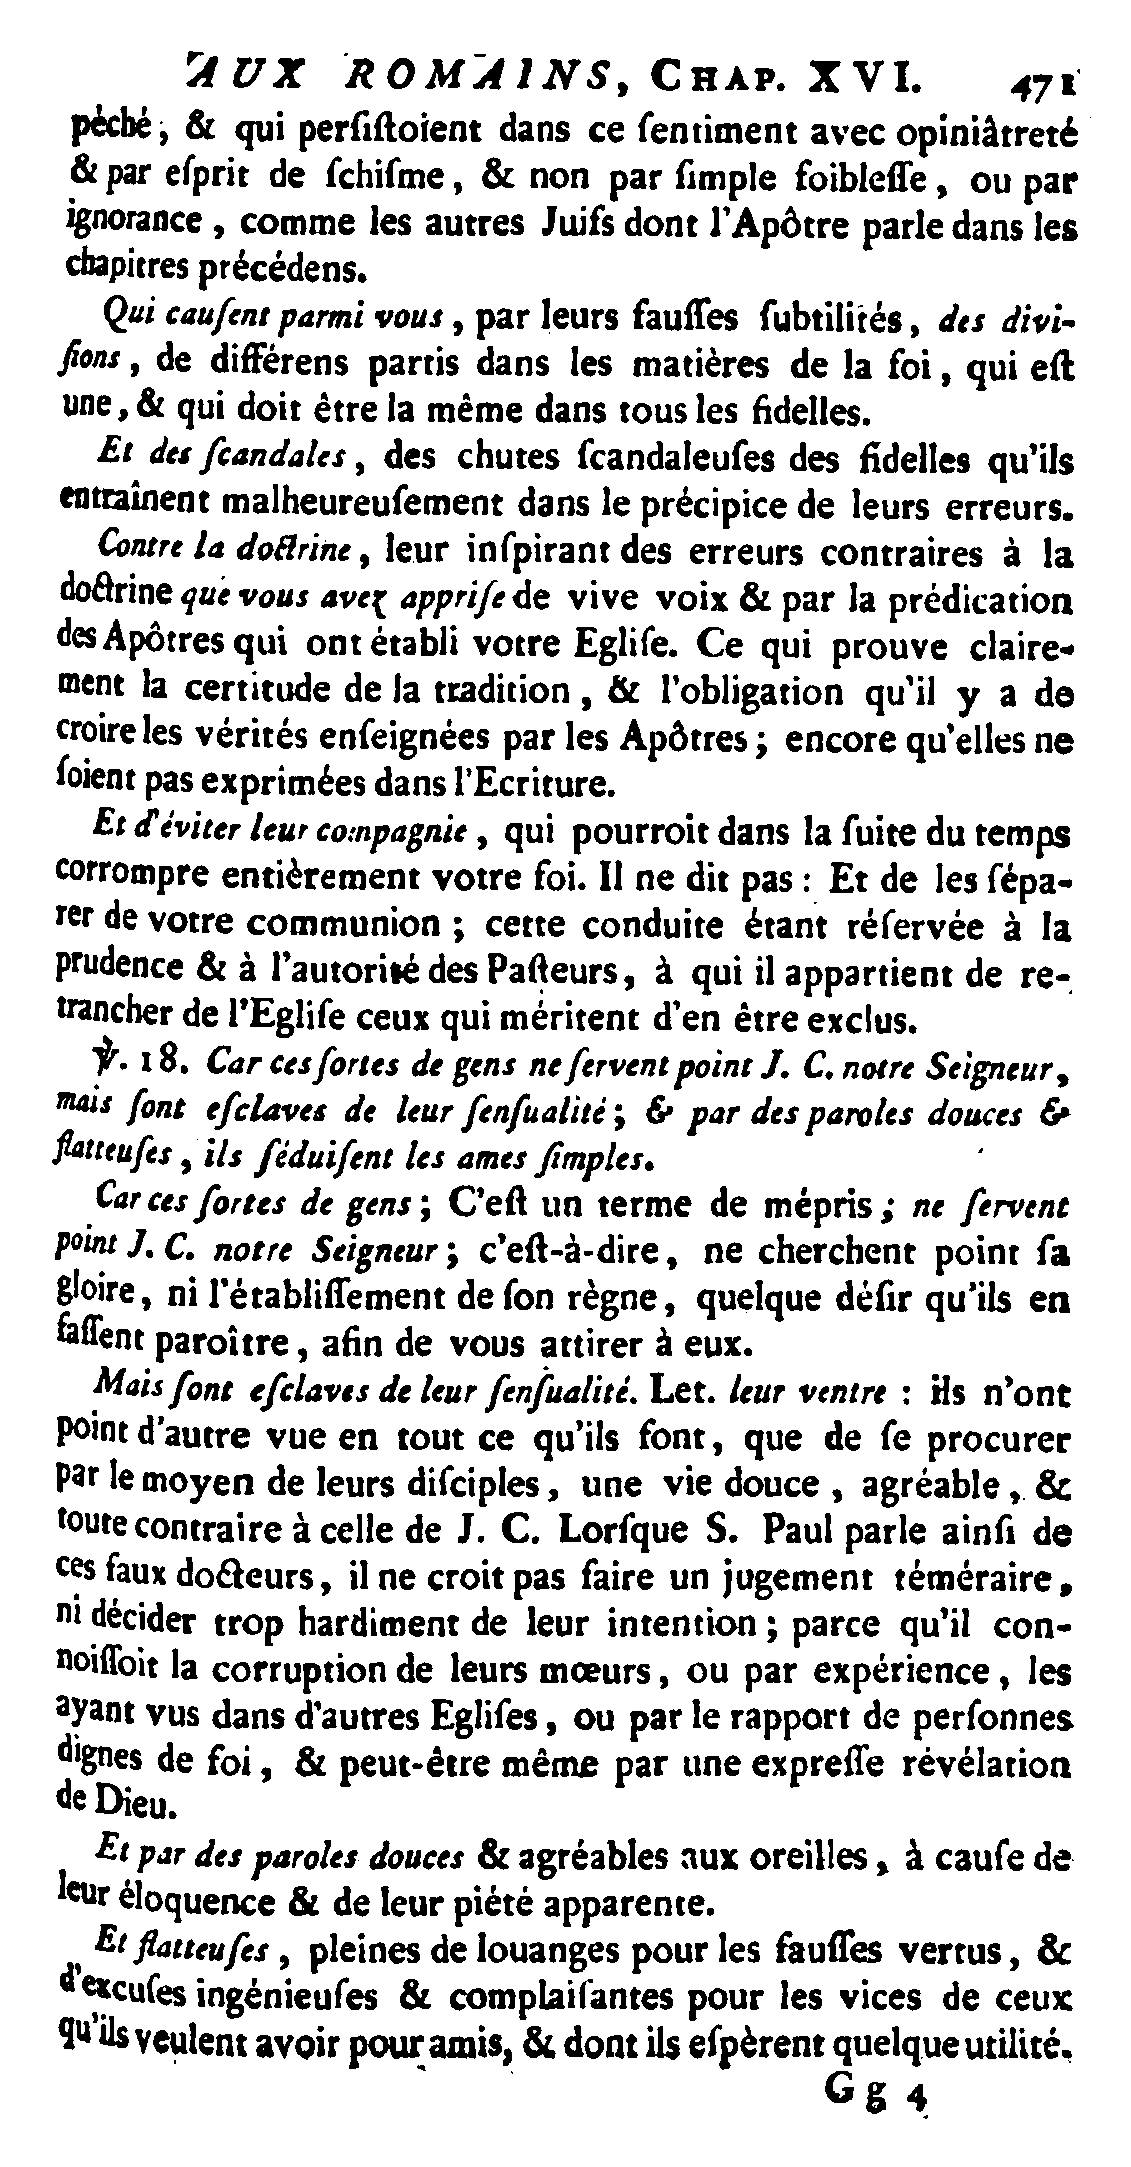 AUX ROMAINS, CHAP. XVI. 471
péché, & qui perſiſtoient dans ce ſentiment avec opiniâtreté
& par eſprit de ſchiſme, & non par ſimple foibleſſe, ou par
ignorance, comme les autres Juifs dont l'Apôtre parle dans les
chapitres précédens.
Qui cauſent parmi vous, par leurs fauſſes ſubtilités, des divi-
ſions, de différens partis dans les matières de la foi, qui eſt
une, & qui doit être la même dans tous les fidelles.
Et des ſcandales, des chutes ſcandaleuſes des fidelles qu'ils
entraînent malheureuſement dans le précipice de leurs erreurs.
Contre la doctrine, leur inſpirant des erreurs contraires à la
doctrine que vous avez appriſe de vive voix & par la prédication
des Apôtres qui ont établi votre Egliſe. Ce qui prouve claire-
ment la certitude de la tradition, & l'obligation qu'il y a de
croire les vérités enſeignées par les Apôtres; encore qu'elles ne
ſoient pas exprimées dans l'Ecriture.
Et d'éviter leur compagnie, qui pourroit dans la ſuite du temps
corrompre entièrement votre foi. Il ne dit pas: Et de les ſépa-
rer de votre communion; cette conduite étant réſervée à la
prudence & à l'autorité des Paſteurs, à qui il appartient de re-
trancher de l'Egliſe ceux qui méritent d'en être exclus.
℣. 18. Car ces ſortes de gens ne ſervent point J. C. notre Seigneur,
mais ſont eſclaves de leur ſenſualité; & par des paroles douces &
flatteuſes, ils ſéduiſent les ames ſimples.
Car ces ſortes de gens; C'eſt un terme de mépris; ne ſervent
point J. C. notre Seigneur; c'eſt-à-dire, ne cherchent point ſa
gloire, ni l'établiſſement de ſon règne, quelque déſir qu'ils en
faſſent paroître, afin de vous attirer à eux.
Mais ſont eſclaves de leur ſenſualité. Let. leur ventre: ils n'ont
point d'autre vue en tout ce qu'ils font, que de ſe procurer
par le moyen de leurs diſciples, une vie douce, agréable, &
toute contraire à celle de J. C. Lorſque S. Paul parle ainſi de
ces faux docteurs, il ne croit pas faire un jugement téméraire,
ni décider trop hardiment de leur intention; parce qu'il con-
noiſſoit la corruption de leurs mœurs, ou par expérience, les
ayant vus dans d'autres Egliſes, ou par le rapport de perſonnes
dignes de foi, & peut-être même par une expreſſe révélation
de Dieu.
Et par des paroles douces & agréables aux oreilles, à cauſe de
leur éloquence & de leur piété apparente.
Et flatteuſes, pleines de louanges pour les fauſſes vertus, &
d'excuſes ingénieuſes & complaiſantes pour les vices de ceux
qu'ils veulent avoir pour amis, & dont ils eſpèrent quelque utilité.
Gg 4